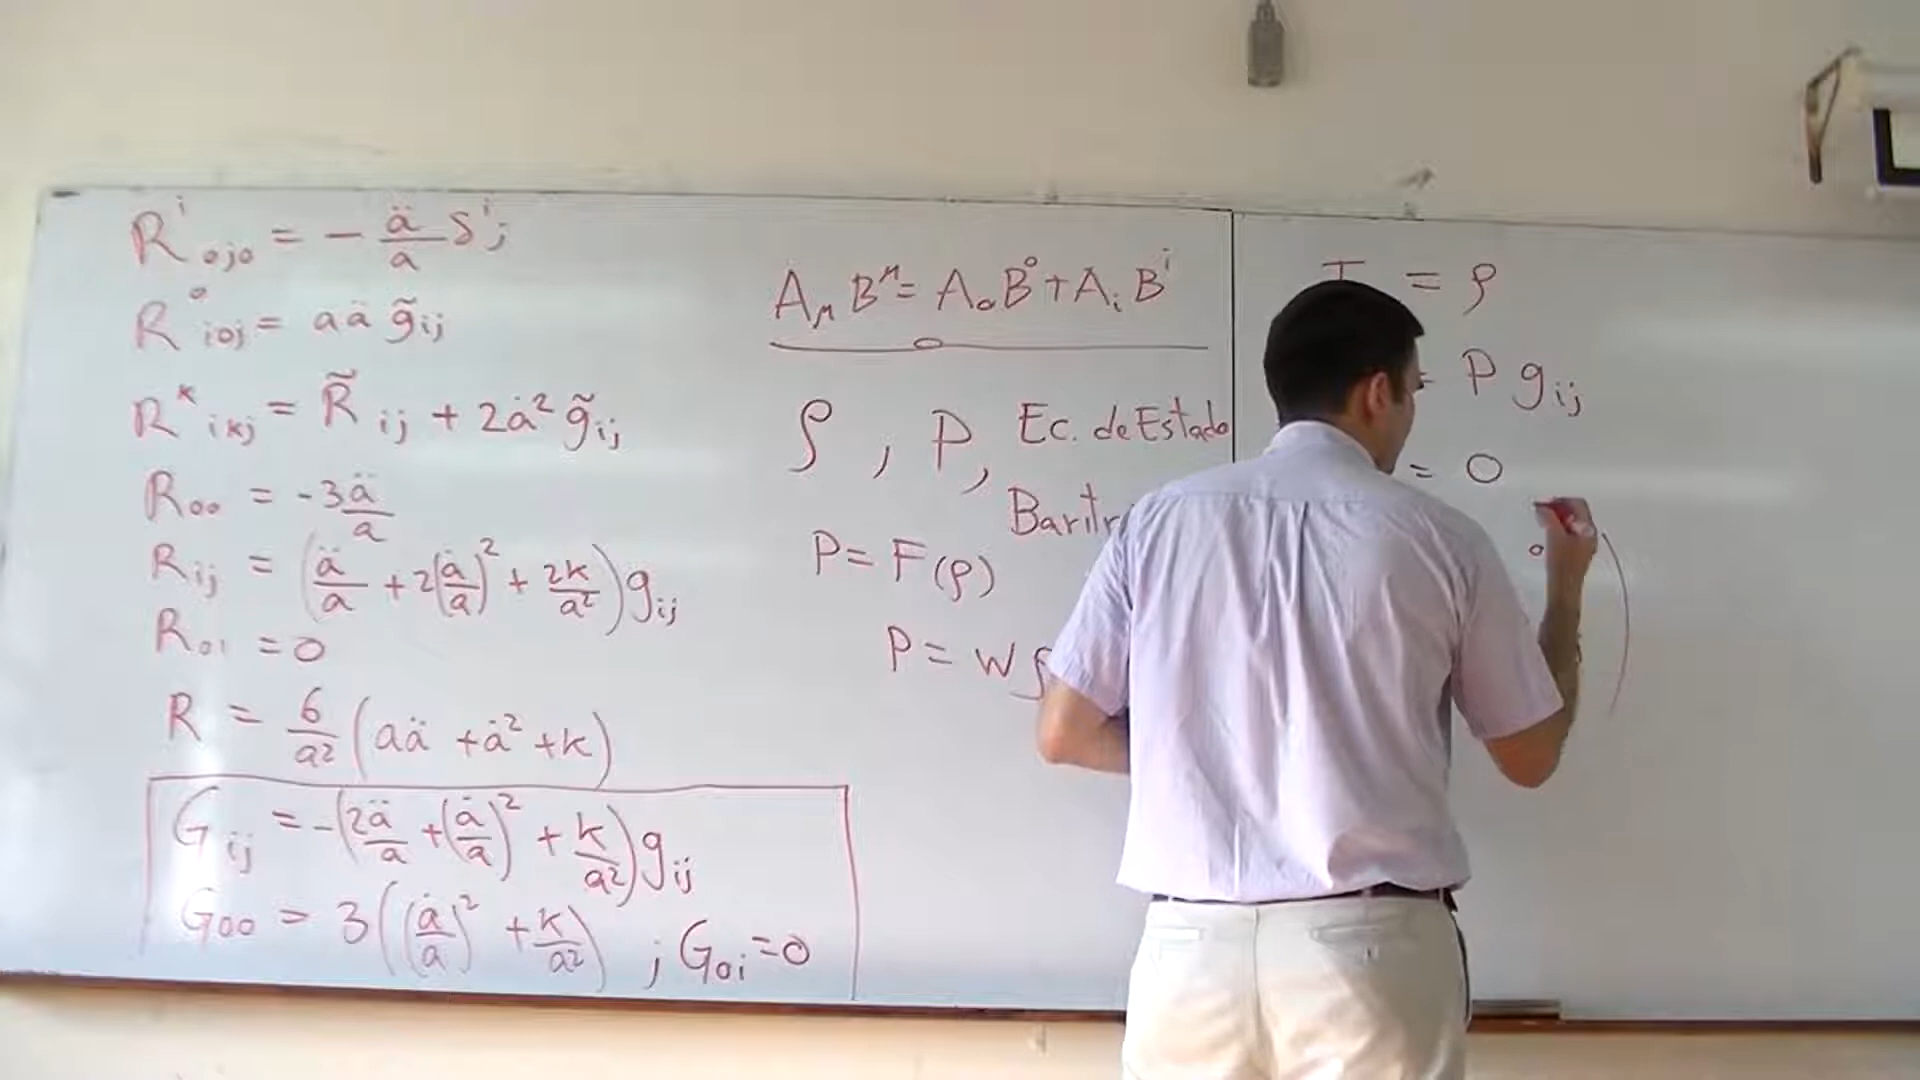 R^i_{0j0} = - ä/a δ^i_j
R^0_{i0j} = aä g̃_{ij}
R^k_{ikj} = R̃_{ij} + 2ȧ² g̃_{ij}
R_{00} = -3 ä/a
R_{ij} = (ä/a + 2(ȧ/a)² + 2k/a²) g_{ij}
R_{0i} = 0
R = 6/a² (aä + ȧ² + k)
G_{ij} = -(2ä/a + (ȧ/a)² + k/a²) g_{ij}
G_{00} = 3((ȧ/a)² + k/a²) ; G_{0i} = 0
A_μ B^μ = A_0 B^0 + A_i B^i
ρ , P, Ec. de Estado
P = F(ρ)
P = wρ
= ρ
= P g_{ij}
= 0